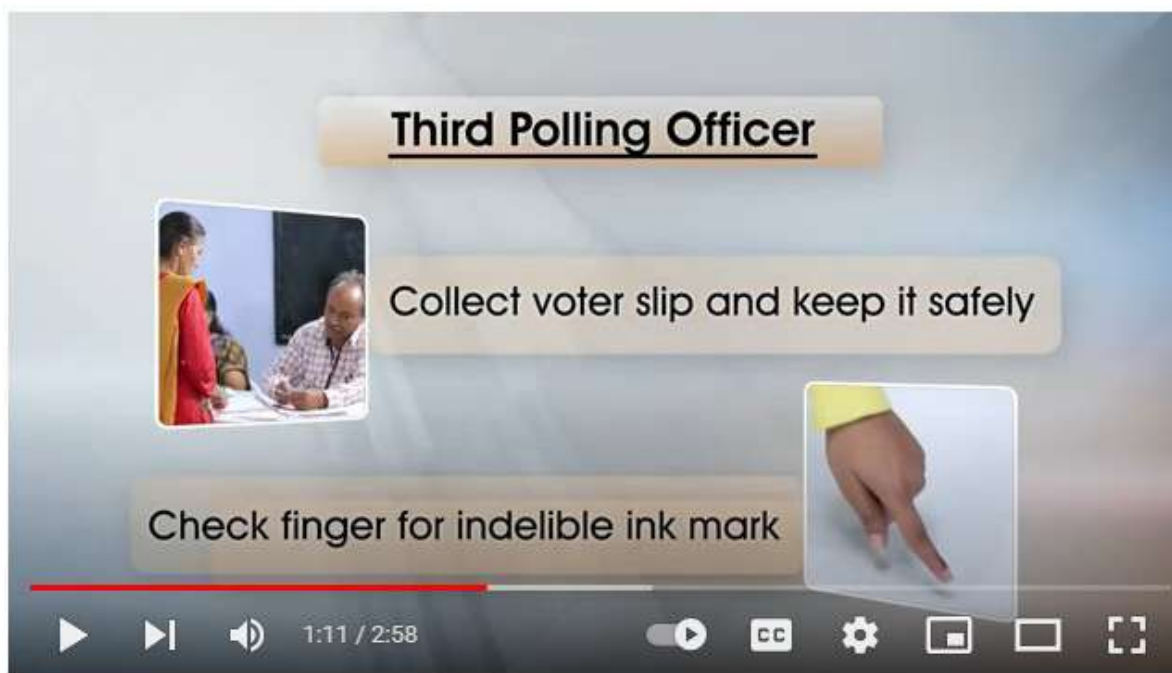 Third Polling Officer
Collect voter slip and keep it safely
Check finger for indelible ink mark
1:11 / 2:58
CC